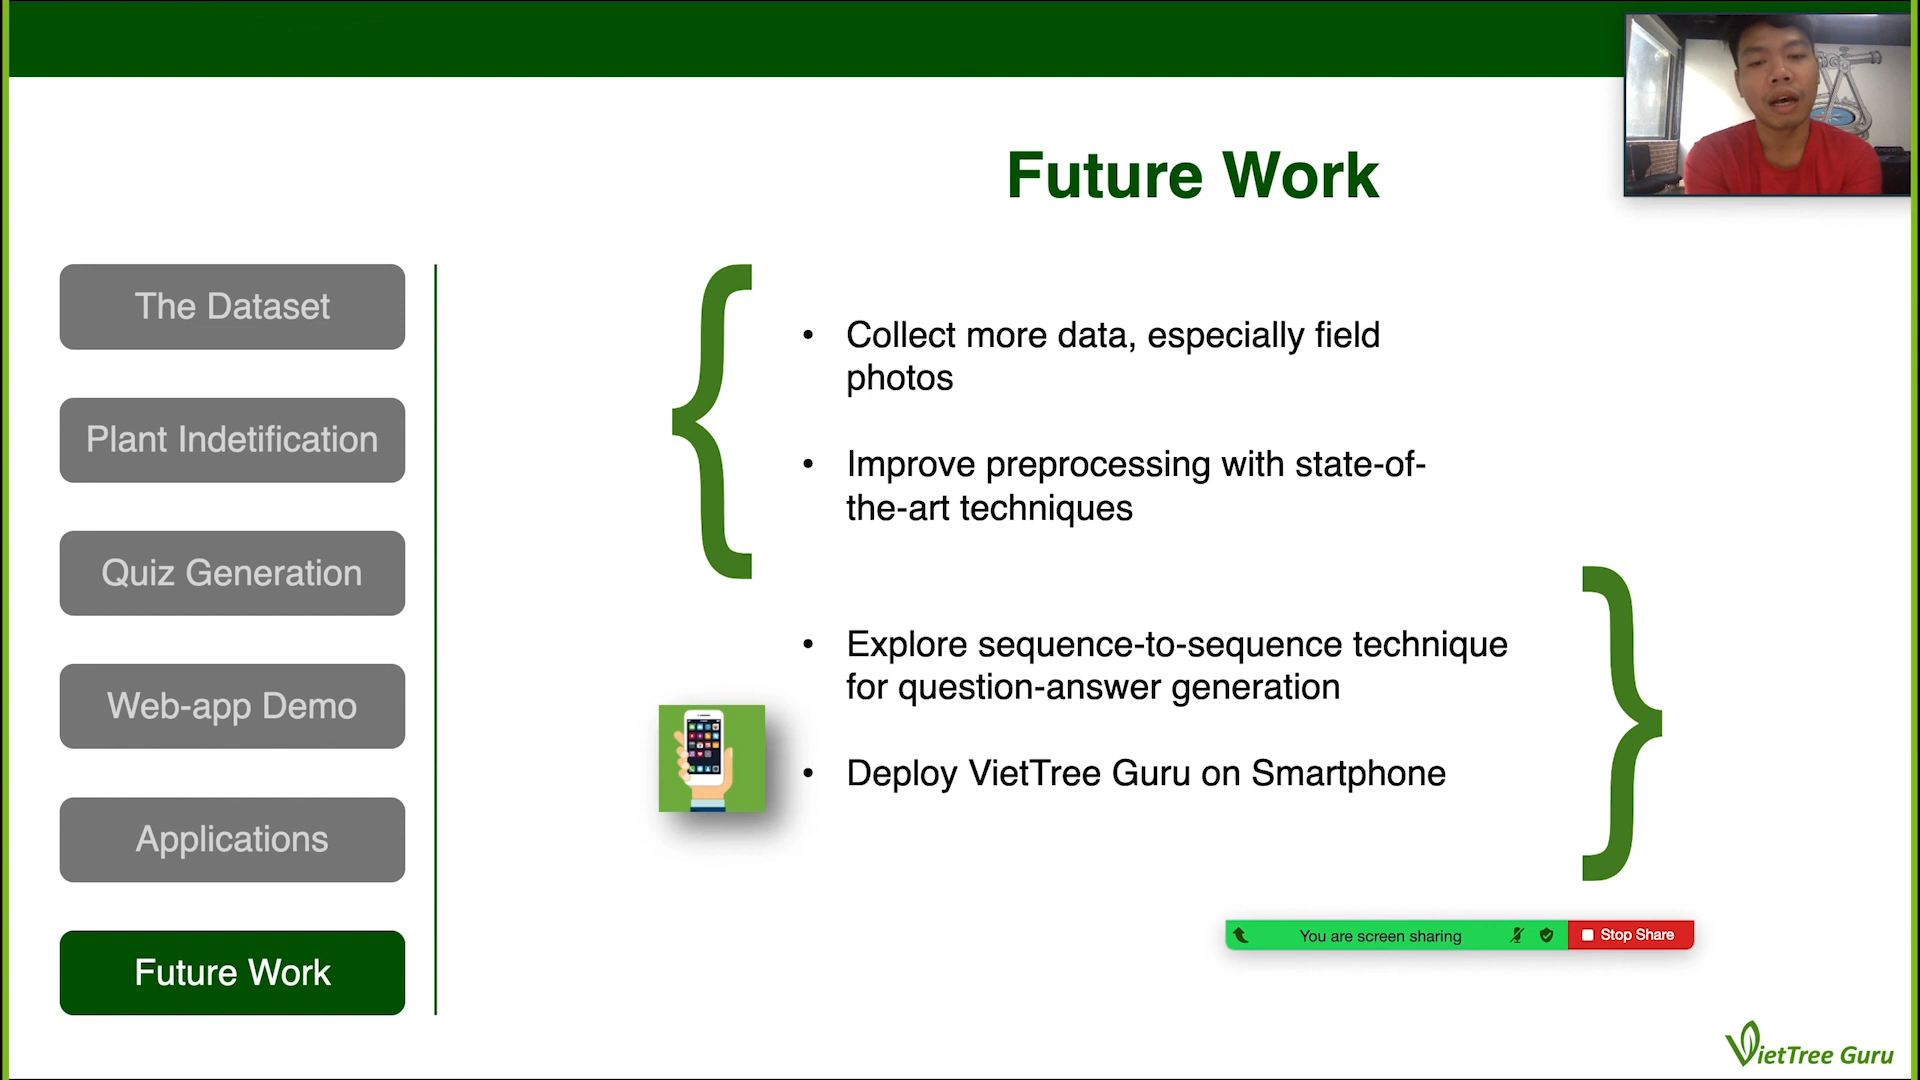 Future Work
The Dataset
Plant Indetification
Quiz Generation
Web-app Demo
Applications
Future Work
• Collect more data, especially field
photos
• Improve preprocessing with state-of-
the-art techniques
• Explore sequence-to-sequence technique
for question-answer generation
• Deploy VietTree Guru on Smartphone
You are screen sharing
Stop Share
VietTree Guru